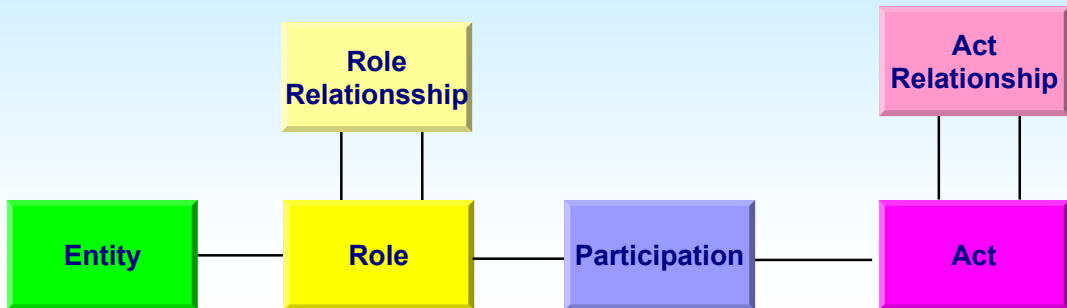 Role
Relationsship
Act
Relationship
Entity
Role
Participation
Act